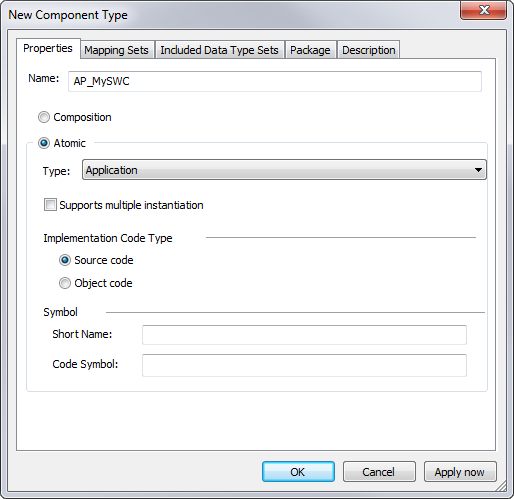 New Component Type
Properties Mapping Sets Included Data Type Sets Package Description
Name: AP_MySWC
Composition
Atomic
Type: Application
Supports multiple instantiation
Implementation Code Type
Source code
Object code
Symbol
Short Name:
Code Symbol:
OK Cancel Apply now